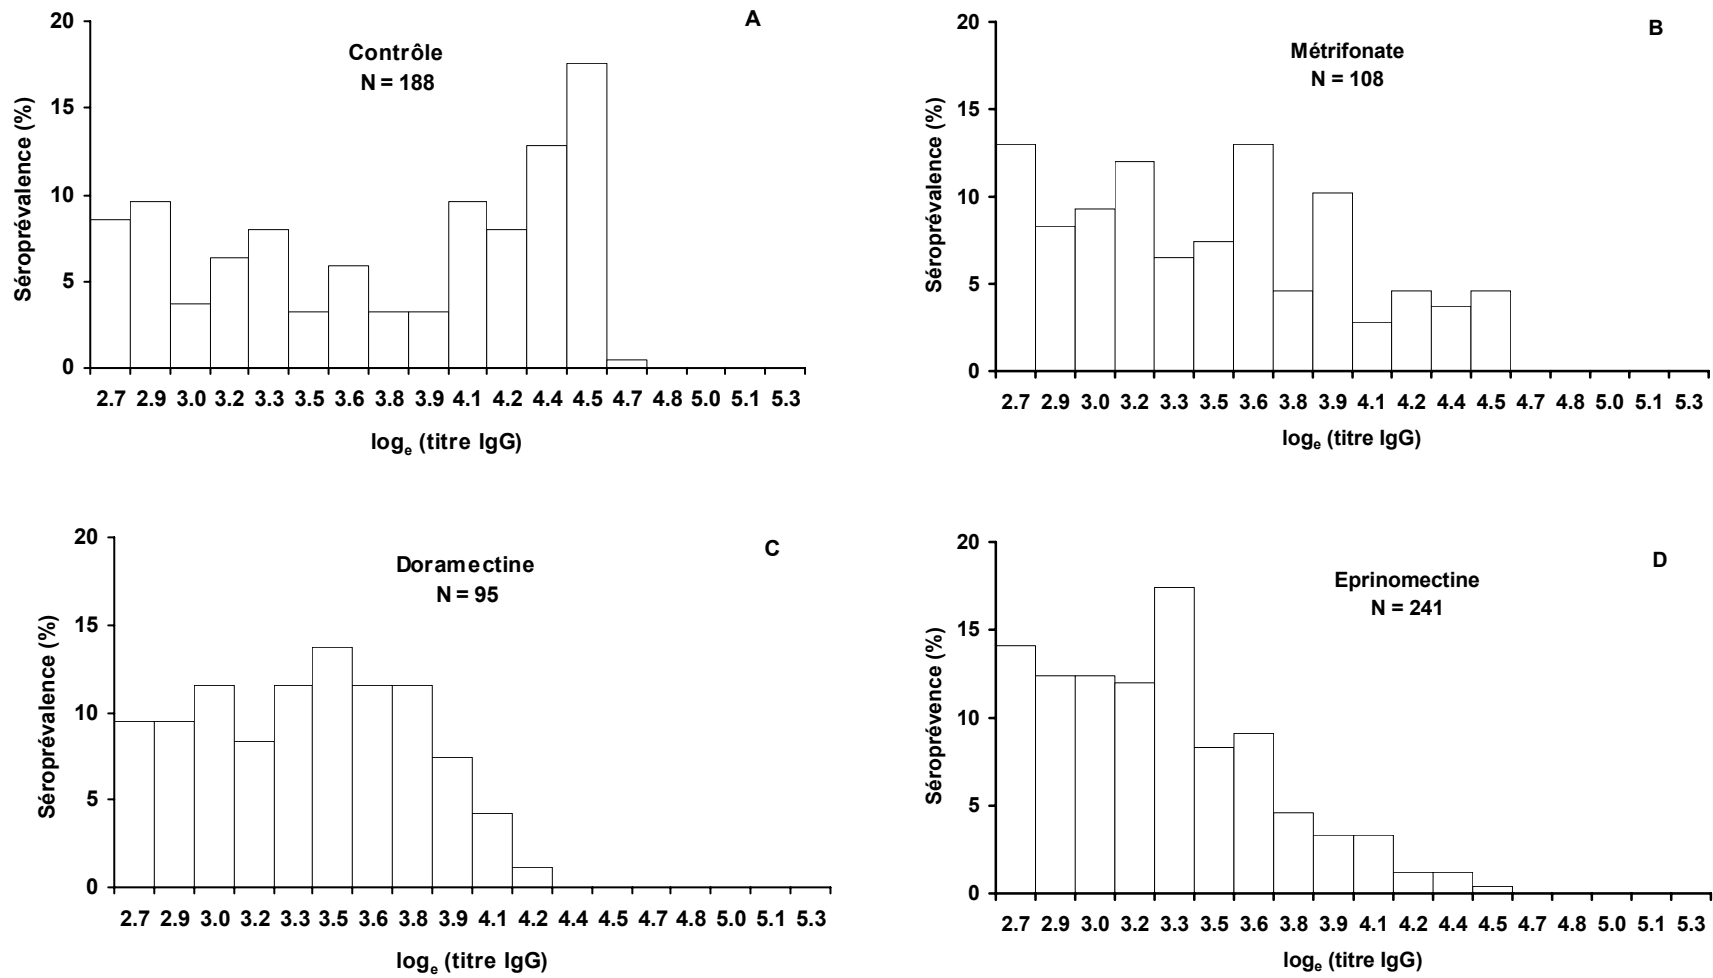 A
Contrôle
N = 188
Séroprévalence (%)
20
15
10
5
0
2.7 2.9 3.0 3.2 3.3 3.5 3.6 3.8 3.9 4.1 4.2 4.4 4.5 4.7 4.8 5.0 5.1 5.3
logₑ (titre IgG)
B
Métrifonate
N = 108
Séroprévalence (%)
20
15
10
5
0
2.7 2.9 3.0 3.2 3.3 3.5 3.6 3.8 3.9 4.1 4.2 4.4 4.5 4.7 4.8 5.0 5.1 5.3
logₑ (titre IgG)
C
Doramectine
N = 95
Séroprévalence (%)
20
15
10
5
0
2.7 2.9 3.0 3.2 3.3 3.5 3.6 3.8 3.9 4.1 4.2 4.4 4.5 4.7 4.8 5.0 5.1 5.3
logₑ (titre IgG)
D
Eprinomectine
N = 241
Séroprévence (%)
20
15
10
5
0
2.7 2.9 3.0 3.2 3.3 3.5 3.6 3.8 3.9 4.1 4.2 4.4 4.5 4.7 4.8 5.0 5.1 5.3
logₑ (titre IgG)